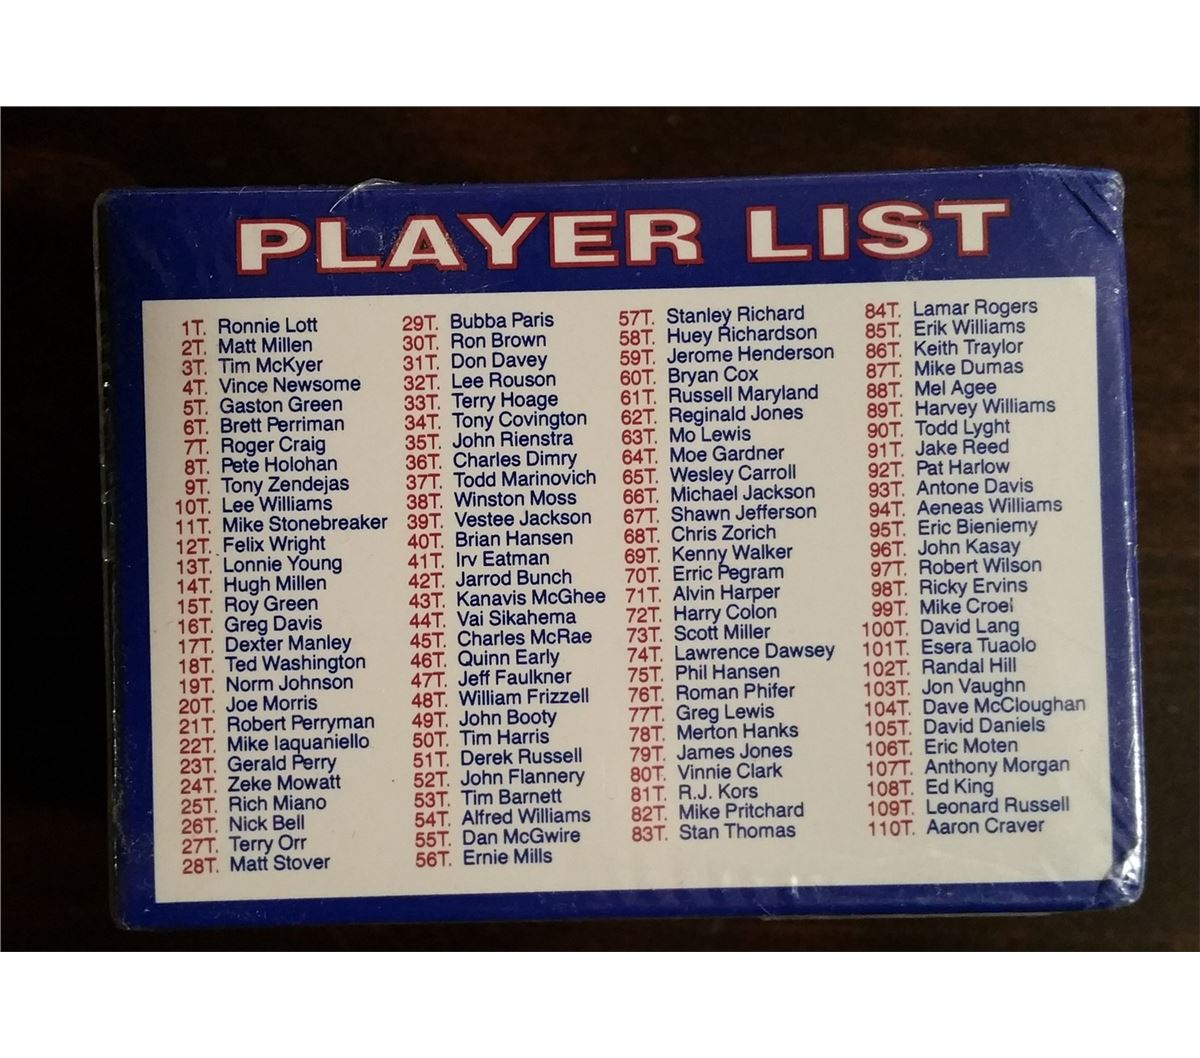 PLAYER LIST
1T. Ronnie Lott
2T. Matt Millen
3T. Tim McKyer
4T. Vince Newsome
5T. Gaston Green
6T. Brett Perriman
7T. Roger Craig
8T. Pete Holohan
9T. Tony Zendejas
10T. Lee Williams
11T. Mike Stonebreaker
12T. Felix Wright
13T. Lonnie Young
14T. Hugh Millen
15T. Roy Green
16T. Greg Davis
17T. Dexter Manley
18T. Ted Washington
19T. Norm Johnson
20T. Joe Morris
21T. Robert Perryman
22T. Mike Iaquaniello
23T. Gerald Perry
24T. Zeke Mowatt
25T. Rich Miano
26T. Nick Bell
27T. Terry Orr
28T. Matt Stover
29T. Bubba Paris
30T. Ron Brown
31T. Don Davey
32T. Lee Rouson
33T. Terry Hoage
34T. Tony Covington
35T. John Rienstra
36T. Charles Dimry
37T. Todd Marinovich
38T. Winston Moss
39T. Vestee Jackson
40T. Brian Hansen
41T. Irv Eatman
42T. Jarrod Bunch
43T. Kanavis McGhee
44T. Vai Sikahema
45T. Charles McRae
46T. Quinn Early
47T. Jeff Faulkner
48T. William Frizzell
49T. John Booty
50T. Tim Harris
51T. Derek Russell
52T. John Flannery
53T. Tim Barnett
54T. Alfred Williams
55T. Dan McGwire
56T. Ernie Mills
57T. Stanley Richard
58T. Huey Richardson
59T. Jerome Henderson
60T. Bryan Cox
61T. Russell Maryland
62T. Reginald Jones
63T. Mo Lewis
64T. Moe Gardner
65T. Wesley Carroll
66T. Michael Jackson
67T. Shawn Jefferson
68T. Chris Zorich
69T. Kenny Walker
70T. Erric Pegram
71T. Alvin Harper
72T. Harry Colon
73T. Scott Miller
74T. Lawrence Dawsey
75T. Phil Hansen
76T. Roman Phifer
77T. Greg Lewis
78T. Merton Hanks
79T. James Jones
80T. Vinnie Clark
81T. R.J. Kors
82T. Mike Pritchard
83T. Stan Thomas
84T. Lamar Rogers
85T. Erik Williams
86T. Keith Traylor
87T. Mike Dumas
88T. Mel Agee
89T. Harvey Williams
90T. Todd Lyght
91T. Jake Reed
92T. Pat Harlow
93T. Antone Davis
94T. Aeneas Williams
95T. Eric Bieniemy
96T. John Kasay
97T. Robert Wilson
98T. Ricky Ervins
99T. Mike Croel
100T. David Lang
101T. Esera Tuaolo
102T. Randal Hill
103T. Jon Vaughn
104T. Dave McCloughan
105T. David Daniels
106T. Eric Moten
107T. Anthony Morgan
108T. Ed King
109T. Leonard Russell
110T. Aaron Craver